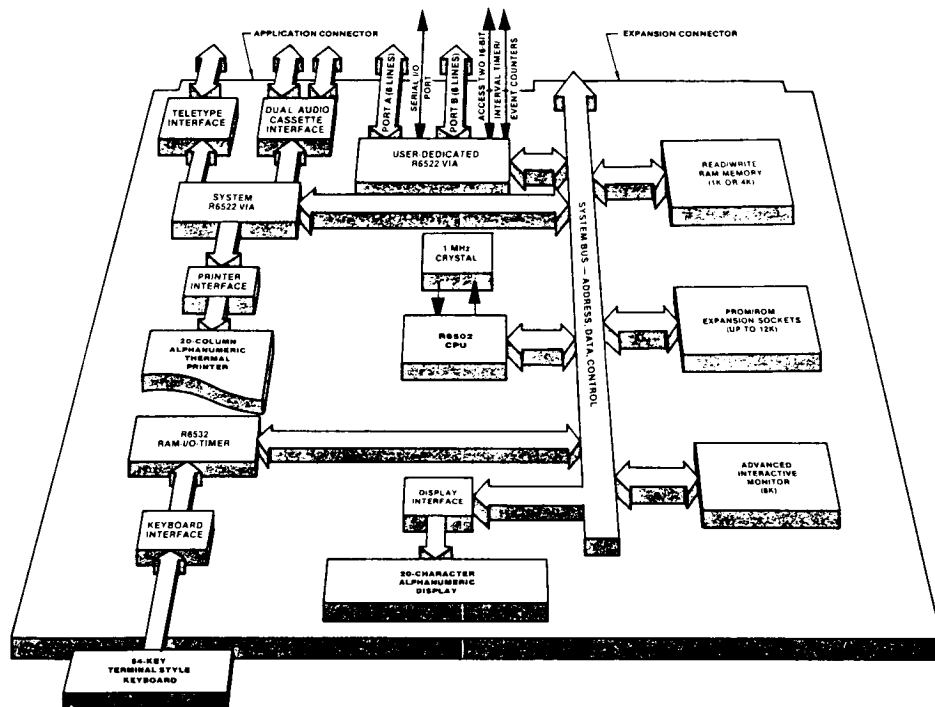 APPLICATION CONNECTOR
EXPANSION CONNECTOR
PORT A (8 LINES)
SERIAL I/O
PORT
PORT B (8 LINES)
ACCESS TWO 16-BIT
INTERVAL TIMER/
EVENT COUNTERS
TELETYPE
INTERFACE
DUAL AUDIO
CASSETTE
INTERFACE
USER-DEDICATED
R6522 VIA
READ/WRITE
RAM MEMORY
(1K OR 4K)
SYSTEM
R6522 VIA
SYSTEM BUS — ADDRESS, DATA, CONTROL
1 MHz
CRYSTAL
PRINTER
INTERFACE
PROM/ROM
EXPANSION SOCKETS
(UP TO 12K)
R6502
CPU
20-COLUMN
ALPHANUMERIC
THERMAL
PRINTER
R6532
RAM-I/O-TIMER
ADVANCED
INTERACTIVE
MONITOR
(8K)
DISPLAY
INTERFACE
KEYBOARD
INTERFACE
20-CHARACTER
ALPHANUMERIC
DISPLAY
54-KEY
TERMINAL STYLE
KEYBOARD